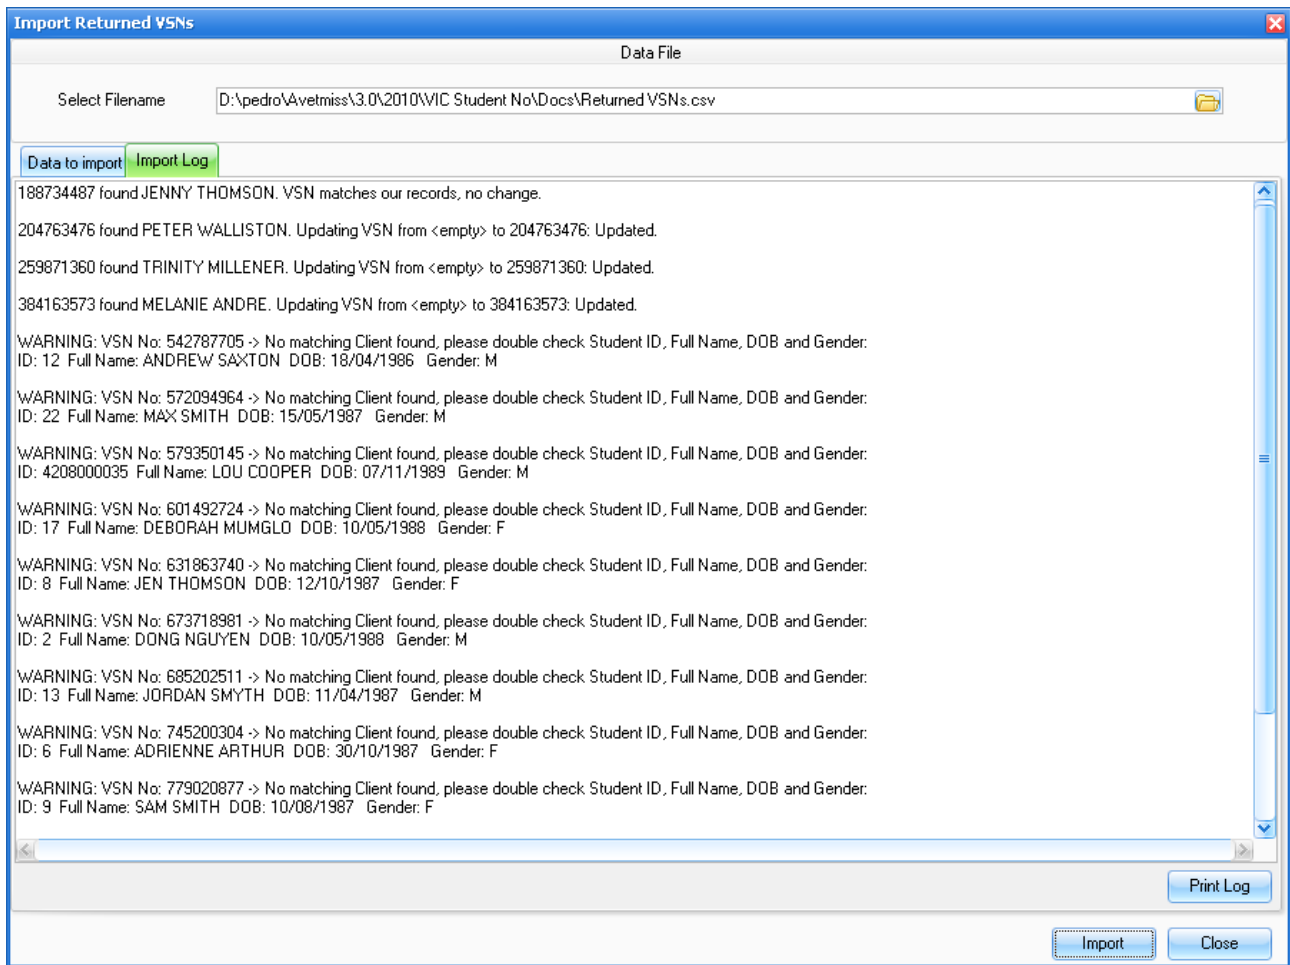 Import Returned VSNs
Data File
Select Filename
D:\pedro\Avetmiss\3.0\2010\VIC Student No\Docs\Returned VSNs.csv
Data to import
Import Log
188734487 found JENNY THOMSON. VSN matches our records, no change.
204763476 found PETER WALLISTON. Updating VSN from <empty> to 204763476: Updated.
259871360 found TRINITY MILLENER. Updating VSN from <empty> to 259871360: Updated.
384163573 found MELANIE ANDRE. Updating VSN from <empty> to 384163573: Updated.
WARNING: VSN No: 542787705 -> No matching Client found, please double check Student ID, Full Name, DOB and Gender:
ID: 12  Full Name: ANDREW SAXTON  DOB: 18/04/1986   Gender: M
WARNING: VSN No: 572094964 -> No matching Client found, please double check Student ID, Full Name, DOB and Gender:
ID: 22  Full Name: MAX SMITH  DOB: 15/05/1987   Gender: M
WARNING: VSN No: 579350145 -> No matching Client found, please double check Student ID, Full Name, DOB and Gender:
ID: 4208000035  Full Name: LOU COOPER  DOB: 07/11/1989   Gender: M
WARNING: VSN No: 601492724 -> No matching Client found, please double check Student ID, Full Name, DOB and Gender:
ID: 17  Full Name: DEBORAH MUMGLO  DOB: 10/05/1988   Gender: F
WARNING: VSN No: 631863740 -> No matching Client found, please double check Student ID, Full Name, DOB and Gender:
ID: 8  Full Name: JEN THOMSON  DOB: 12/10/1987   Gender: F
WARNING: VSN No: 673718981 -> No matching Client found, please double check Student ID, Full Name, DOB and Gender:
ID: 2  Full Name: DONG NGUYEN  DOB: 10/05/1988   Gender: M
WARNING: VSN No: 685202511 -> No matching Client found, please double check Student ID, Full Name, DOB and Gender:
ID: 13  Full Name: JORDAN SMYTH  DOB: 11/04/1987   Gender: M
WARNING: VSN No: 745200304 -> No matching Client found, please double check Student ID, Full Name, DOB and Gender:
ID: 6  Full Name: ADRIENNE ARTHUR  DOB: 30/10/1987   Gender: F
WARNING: VSN No: 779020877 -> No matching Client found, please double check Student ID, Full Name, DOB and Gender:
ID: 9  Full Name: SAM SMITH  DOB: 10/08/1987   Gender: F
Print Log
Import
Close